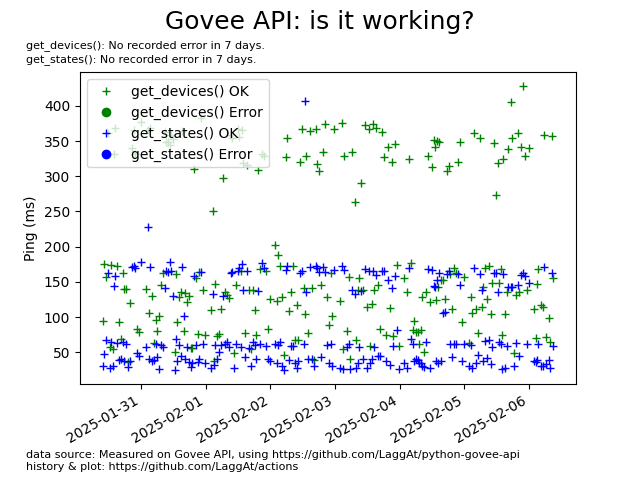 Govee API: is it working?
get_devices(): No recorded error in 7 days.
get_states(): No recorded error in 7 days.
get_devices() OK
get_devices() Error
get_states() OK
get_states() Error
Ping (ms)
400
350
300
250
200
150
100
50
2025-01-31
2025-02-01
2025-02-02
2025-02-03
2025-02-04
2025-02-05
2025-02-06
data source: Measured on Govee API, using https://github.com/LaggAt/python-govee-api
history & plot: https://github.com/LaggAt/actions